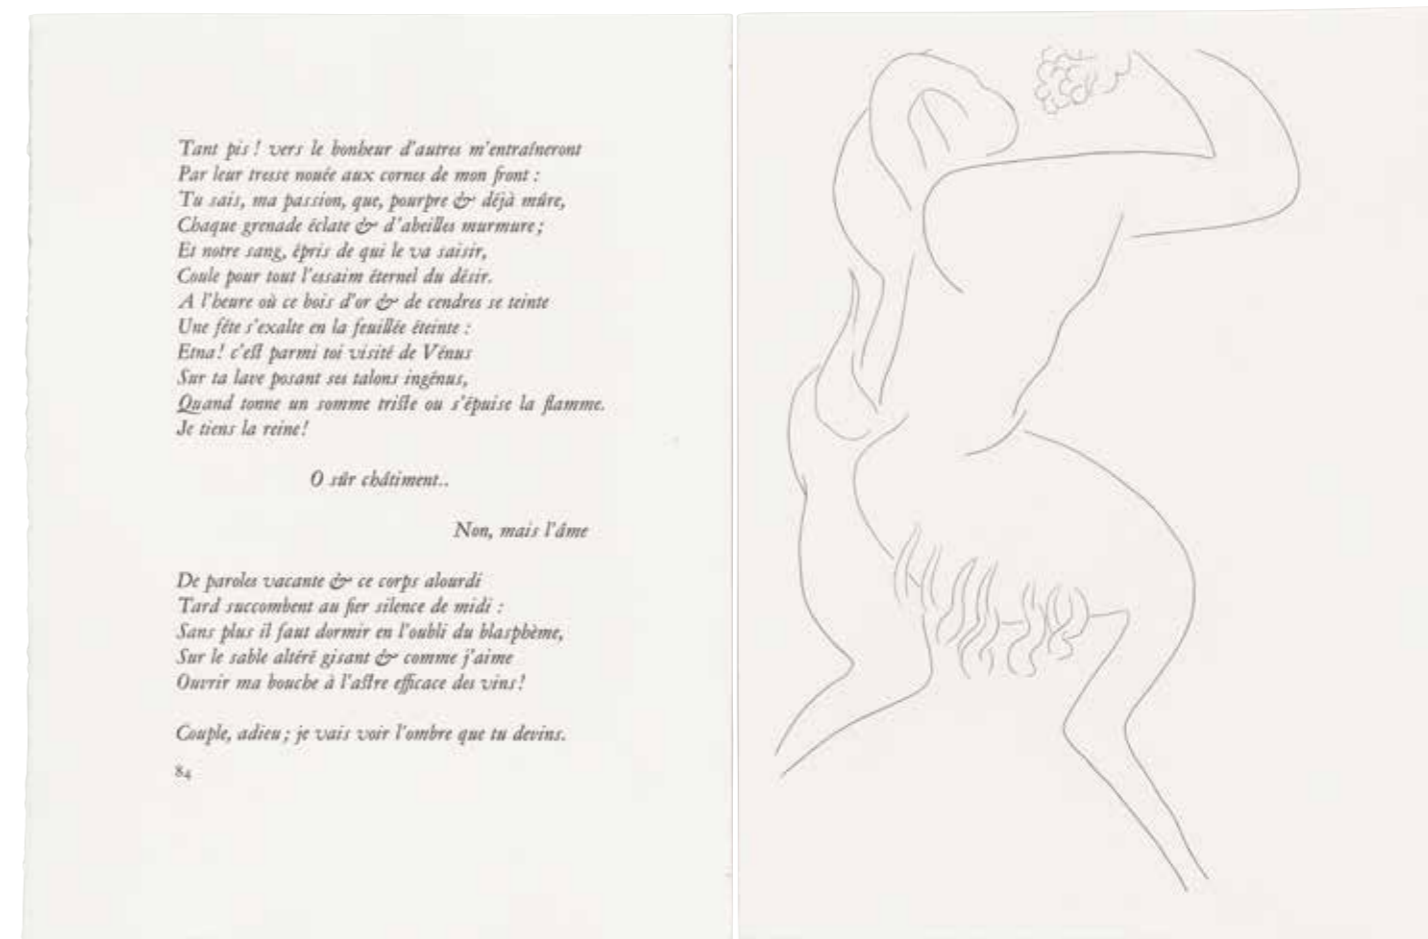 Tant pis ! vers le bonheur d'autres m'entraîneront
Par leur tresse nouée aux cornes de mon front :
Tu sais, ma passion, que, pourpre & déjà mûre,
Chaque grenade éclate & d'abeilles murmure ;
Et notre sang, épris de qui le va saisir,
Coule pour tout l'essaim éternel du désir.
A l'heure où ce bois d'or & de cendres se teinte
Une fête s'exalte en la feuillée éteinte :
Etna ! c'est parmi toi visité de Vénus
Sur ta lave posant ses talons ingénus,
Quand tonne un somme triste ou s'épuise la flamme.
Je tiens la reine !
O sûr châtiment..
Non, mais l'âme
De paroles vacante & ce corps alourdi
Tard succombent au fier silence de midi :
Sans plus il faut dormir en l'oubli du blasphème,
Sur le sable altéré gisant & comme j'aime
Ouvrir ma bouche à l'astre efficace des vins !
Couple, adieu ; je vais voir l'ombre que tu devins.
84